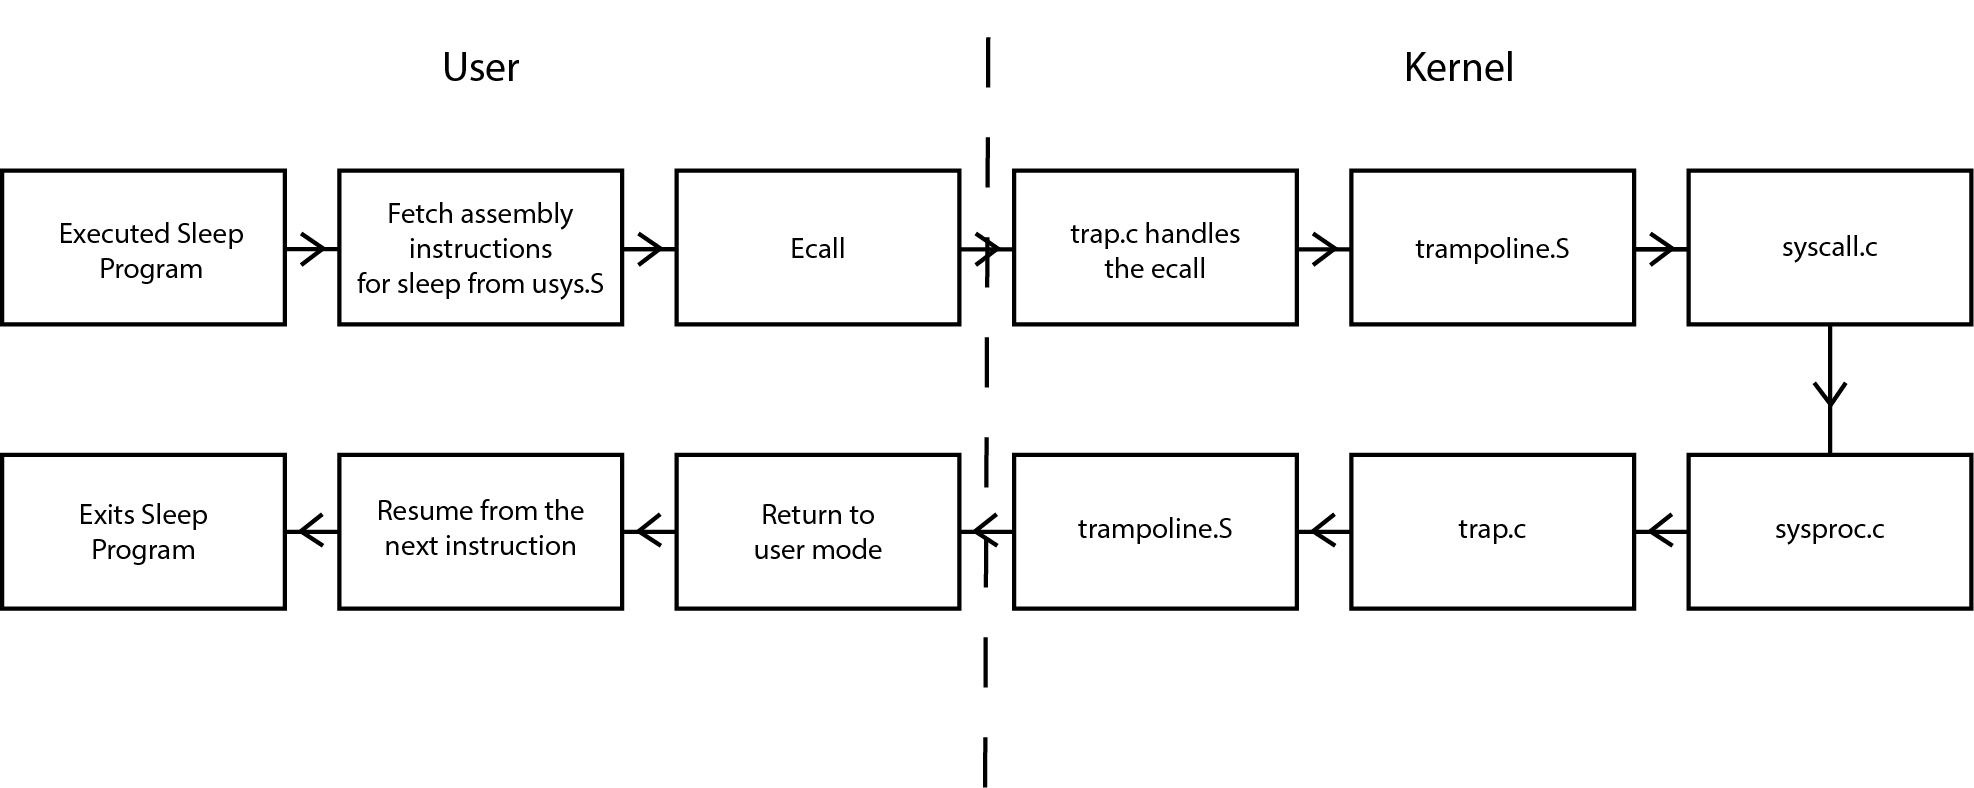 User
Kernel
Executed Sleep
Program
Fetch assembly
instructions
for sleep from usys.S
Ecall
trap.c handles
the ecall
trampoline.S
syscall.c
Exits Sleep
Program
Resume from the
next instruction
Return to
user mode
trampoline.S
trap.c
sysproc.c